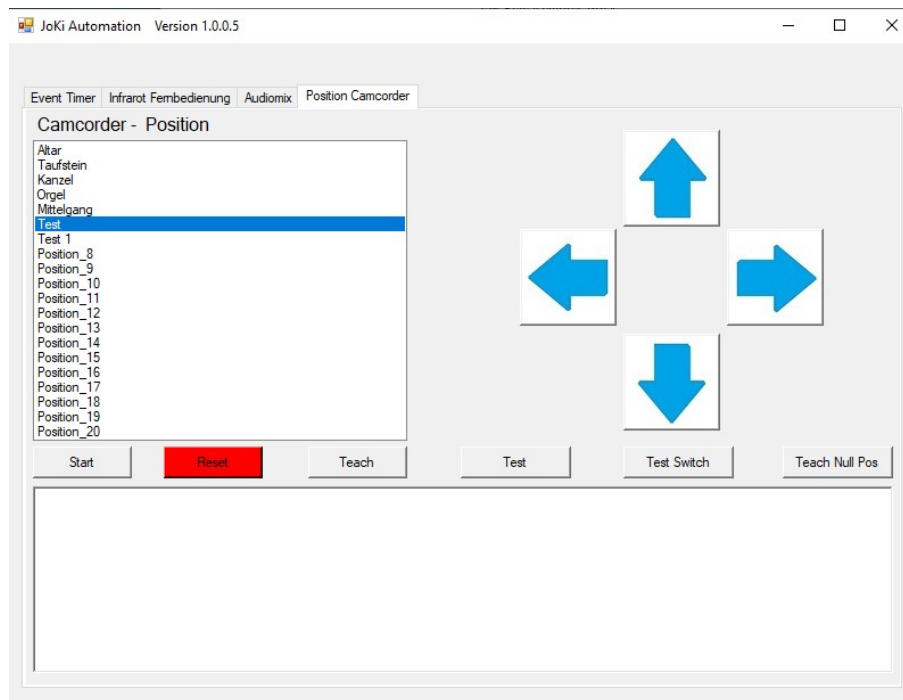 JoKi Automation Version 1.0.0.5
Event Timer Infrarot Fernbedienung Audiomix Position Camcorder
Camcorder - Position
Altar
Taufstein
Kanzel
Orgel
Mittelgang
Test
Test 1
Position_8
Position_9
Position_10
Position_11
Position_12
Position_13
Position_14
Position_15
Position_16
Position_17
Position_18
Position_19
Position_20
Start Reset Teach Test Test Switch Teach Null Pos